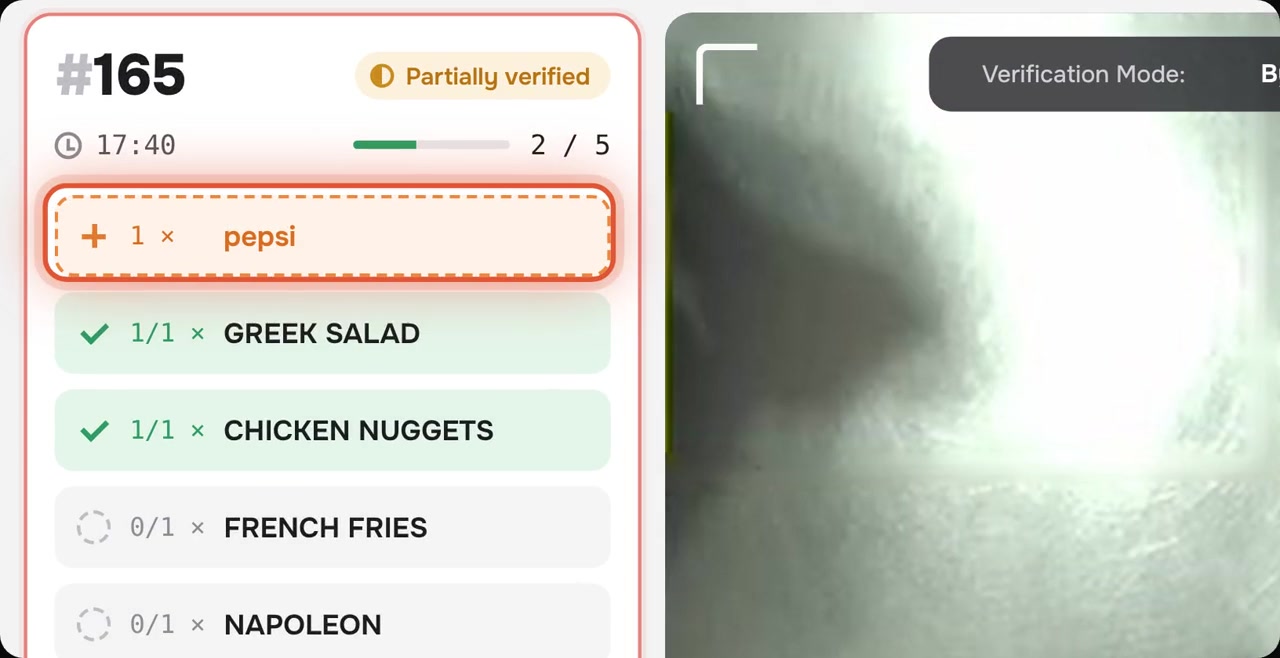 #165
Partially verified
17:40
2 / 5
+ 1 × pepsi
1/1 × GREEK SALAD
1/1 × CHICKEN NUGGETS
0/1 × FRENCH FRIES
0/1 × NAPOLEON
Verification Mode: